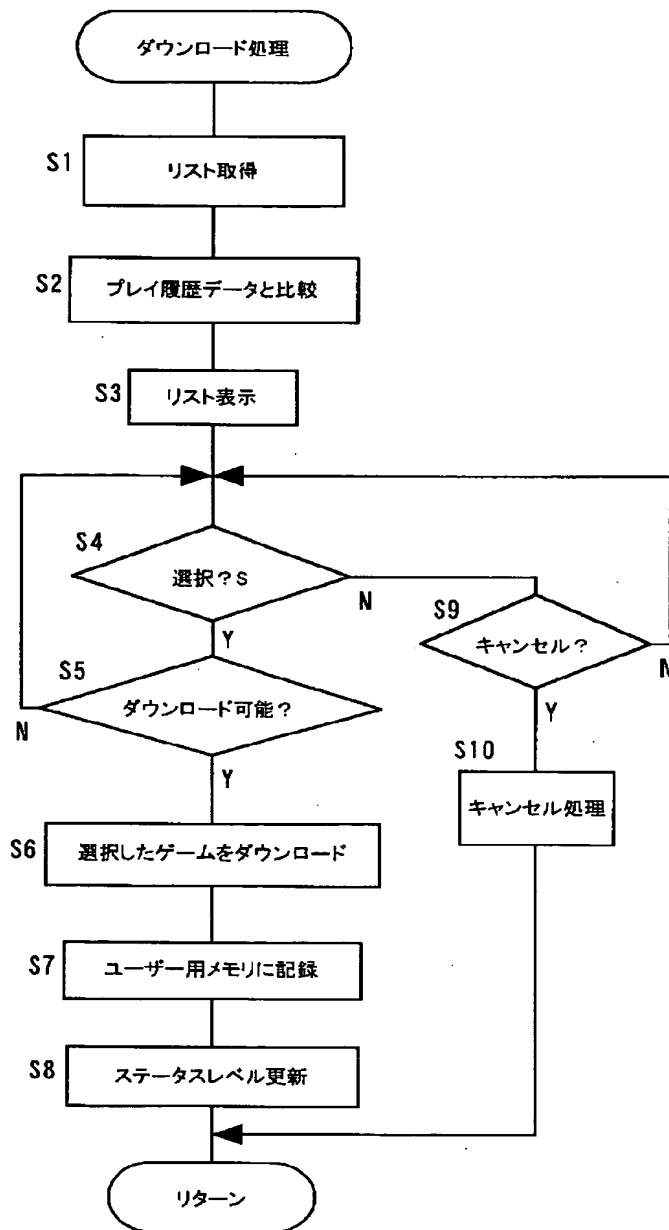 ダウンロード処理
S1
リスト取得
S2
プレイ履歴データと比較
S3
リスト表示
S4
選択?S
N
Y
S9
キャンセル?
N
Y
S5
ダウンロード可能?
N
Y
S10
キャンセル処理
S6
選択したゲームをダウンロード
S7
ユーザー用メモリに記録
S8
ステータスレベル更新
リターン